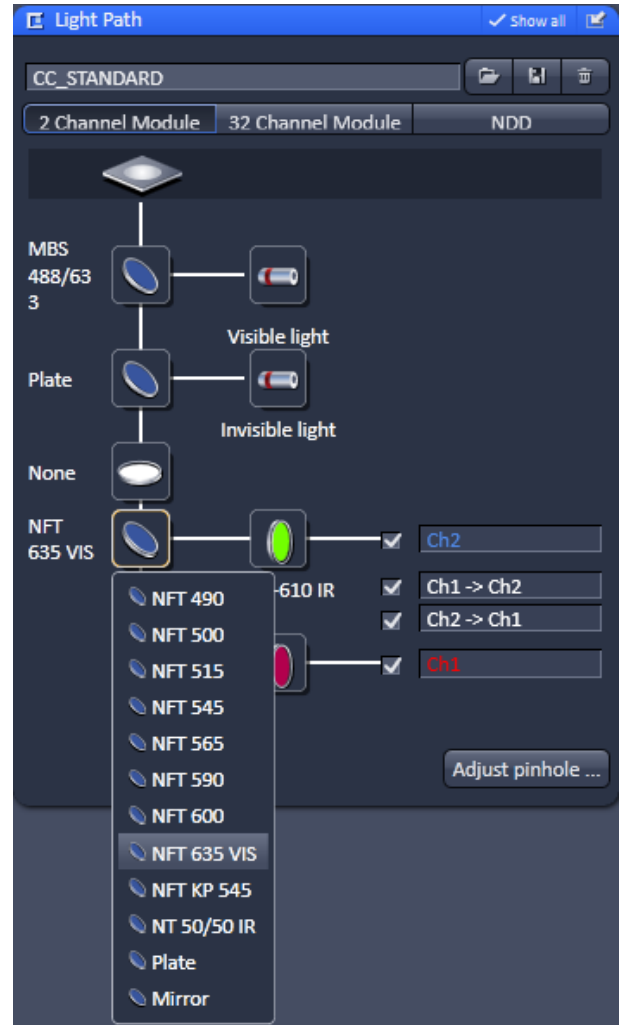 Light Path
Show all
CC_STANDARD
2 Channel Module
32 Channel Module
NDD
MBS
488/63
3
Visible light
Plate
Invisible light
None
NFT
635 VIS
Ch2
-610 IR
Ch1 -> Ch2
Ch2 -> Ch1
Ch1
NFT 490
NFT 500
NFT 515
NFT 545
NFT 565
NFT 590
NFT 600
NFT 635 VIS
NFT KP 545
NT 50/50 IR
Plate
Mirror
Adjust pinhole ...